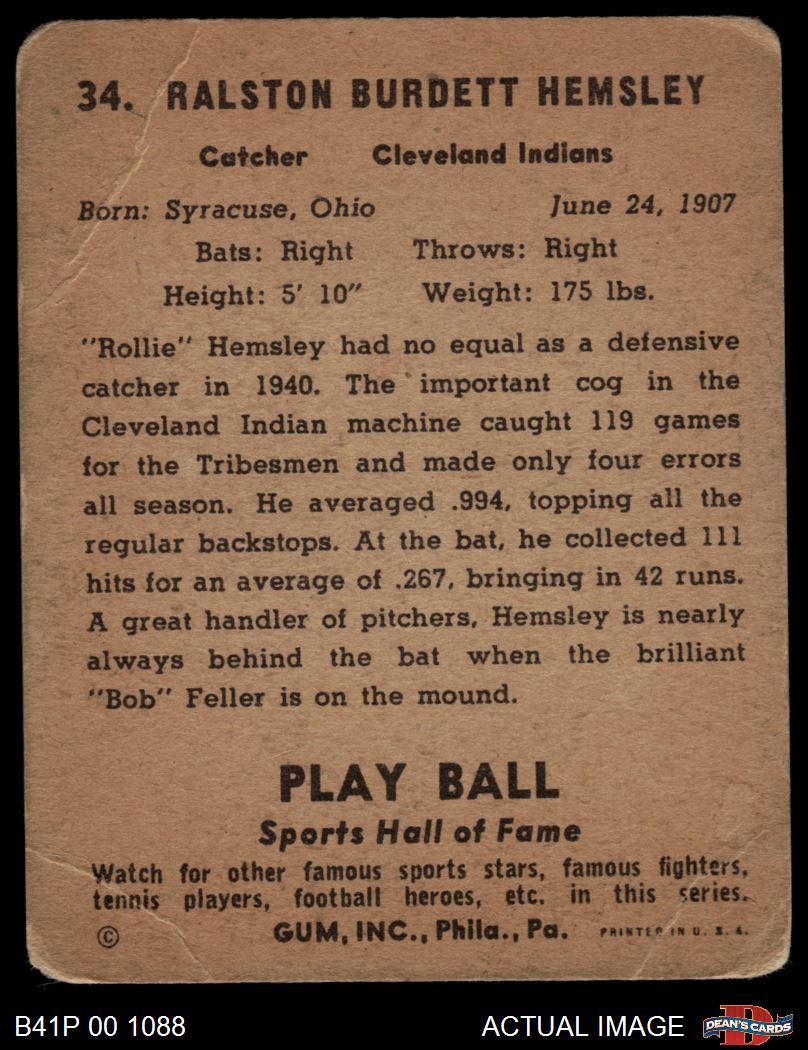 34. RALSTON BURDETT HEMSLEY
Catcher Cleveland Indians
Born: Syracuse, Ohio June 24, 1907
Bats: Right Throws: Right
Height: 5' 10" Weight: 175 lbs.
"Rollie" Hemsley had no equal as a defensive
catcher in 1940. The important cog in the
Cleveland Indian machine caught 119 games
for the Tribesmen and made only four errors
all season. He averaged .994, topping all the
regular backstops. At the bat, he collected 111
hits for an average of .267, bringing in 42 runs.
A great handler of pitchers, Hemsley is nearly
always behind the bat when the brilliant
"Bob" Feller is on the mound.
PLAY BALL
Sports Hall of Fame
Watch for other famous sports stars, famous fighters,
tennis players, football heroes, etc. in this series.
© GUM, INC., Phila., Pa. PRINTED IN U. S. A.
B41P 00 1088 ACTUAL IMAGE D DEAN'S CARDS